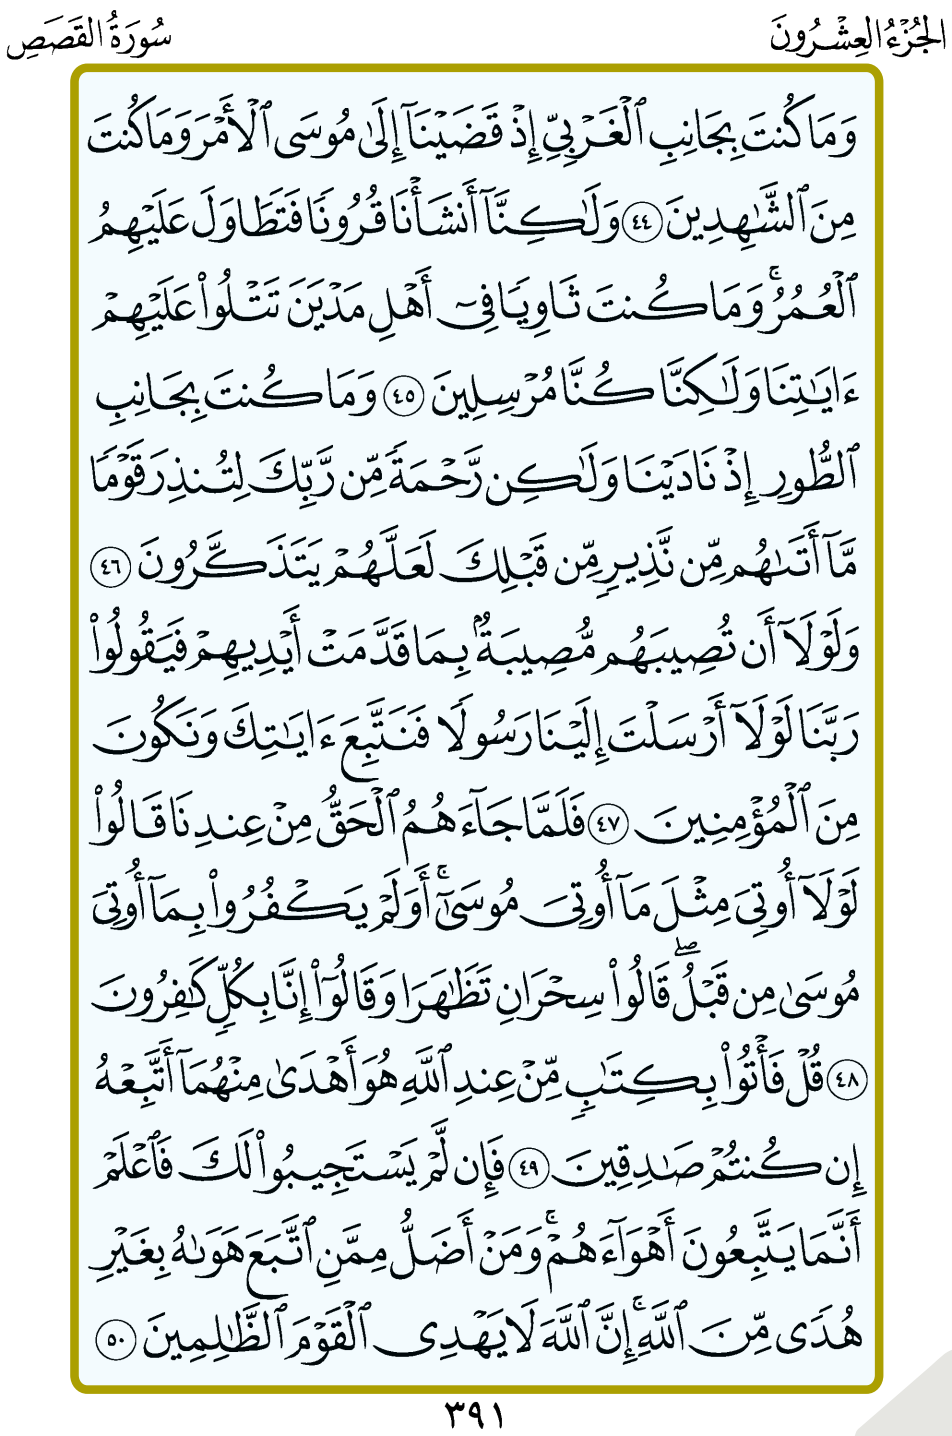 الجُزْءُ العِشْرُونَ
سُورَةُ القَصَصِ
وَمَا كُنتَ بِجَانِبِ ٱلْغَرْبِيِّ إِذْ قَضَيْنَآ إِلَىٰ مُوسَى ٱلْأَمْرَ وَمَا كُنتَ
مِنَ ٱلشَّٰهِدِينَ ٤٤ وَلَٰكِنَّآ أَنشَأْنَا قُرُونًا فَتَطَاوَلَ عَلَيْهِمُ
ٱلْعُمُرُ ۚ وَمَا كُنتَ ثَاوِيًا فِىٓ أَهْلِ مَدْيَنَ تَتْلُوا۟ عَلَيْهِمْ
ءَايَٰتِنَا وَلَٰكِنَّا كُنَّا مُرْسِلِينَ ٤٥ وَمَا كُنتَ بِجَانِبِ
ٱلطُّورِ إِذْ نَادَيْنَا وَلَٰكِن رَّحْمَةً مِّن رَّبِّكَ لِتُنذِرَ قَوْمًا
مَّآ أَتَىٰهُم مِّن نَّذِيرٍ مِّن قَبْلِكَ لَعَلَّهُمْ يَتَذَكَّرُونَ ٤٦
وَلَوْلَآ أَن تُصِيبَهُم مُّصِيبَةٌۢ بِمَا قَدَّمَتْ أَيْدِيهِمْ فَيَقُولُوا۟
رَبَّنَا لَوْلَآ أَرْسَلْتَ إِلَيْنَا رَسُولًا فَنَتَّبِعَ ءَايَٰتِكَ وَنَكُونَ
مِنَ ٱلْمُؤْمِنِينَ ٤٧ فَلَمَّا جَآءَهُمُ ٱلْحَقُّ مِنْ عِندِنَا قَالُوا۟
لَوْلَآ أُوتِىَ مِثْلَ مَآ أُوتِىَ مُوسَىٰٓ ۚ أَوَلَمْ يَكْفُرُوا۟ بِمَآ أُوتِىَ
مُوسَىٰ مِن قَبْلُ ۖ قَالُوا۟ سِحْرَانِ تَظَٰهَرَا وَقَالُوٓا۟ إِنَّا بِكُلٍّ كَٰفِرُونَ
٤٨ قُلْ فَأْتُوا۟ بِكِتَٰبٍ مِّنْ عِندِ ٱللَّهِ هُوَ أَهْدَىٰ مِنْهُمَآ أَتَّبِعْهُ
إِن كُنتُمْ صَٰدِقِينَ ٤٩ فَإِن لَّمْ يَسْتَجِيبُوا۟ لَكَ فَٱعْلَمْ
أَنَّمَا يَتَّبِعُونَ أَهْوَآءَهُمْ ۚ وَمَنْ أَضَلُّ مِمَّنِ ٱتَّبَعَ هَوَىٰهُ بِغَيْرِ
هُدًى مِّنَ ٱللَّهِ ۚ إِنَّ ٱللَّهَ لَا يَهْدِى ٱلْقَوْمَ ٱلظَّٰلِمِينَ ٥٠
٣٩١